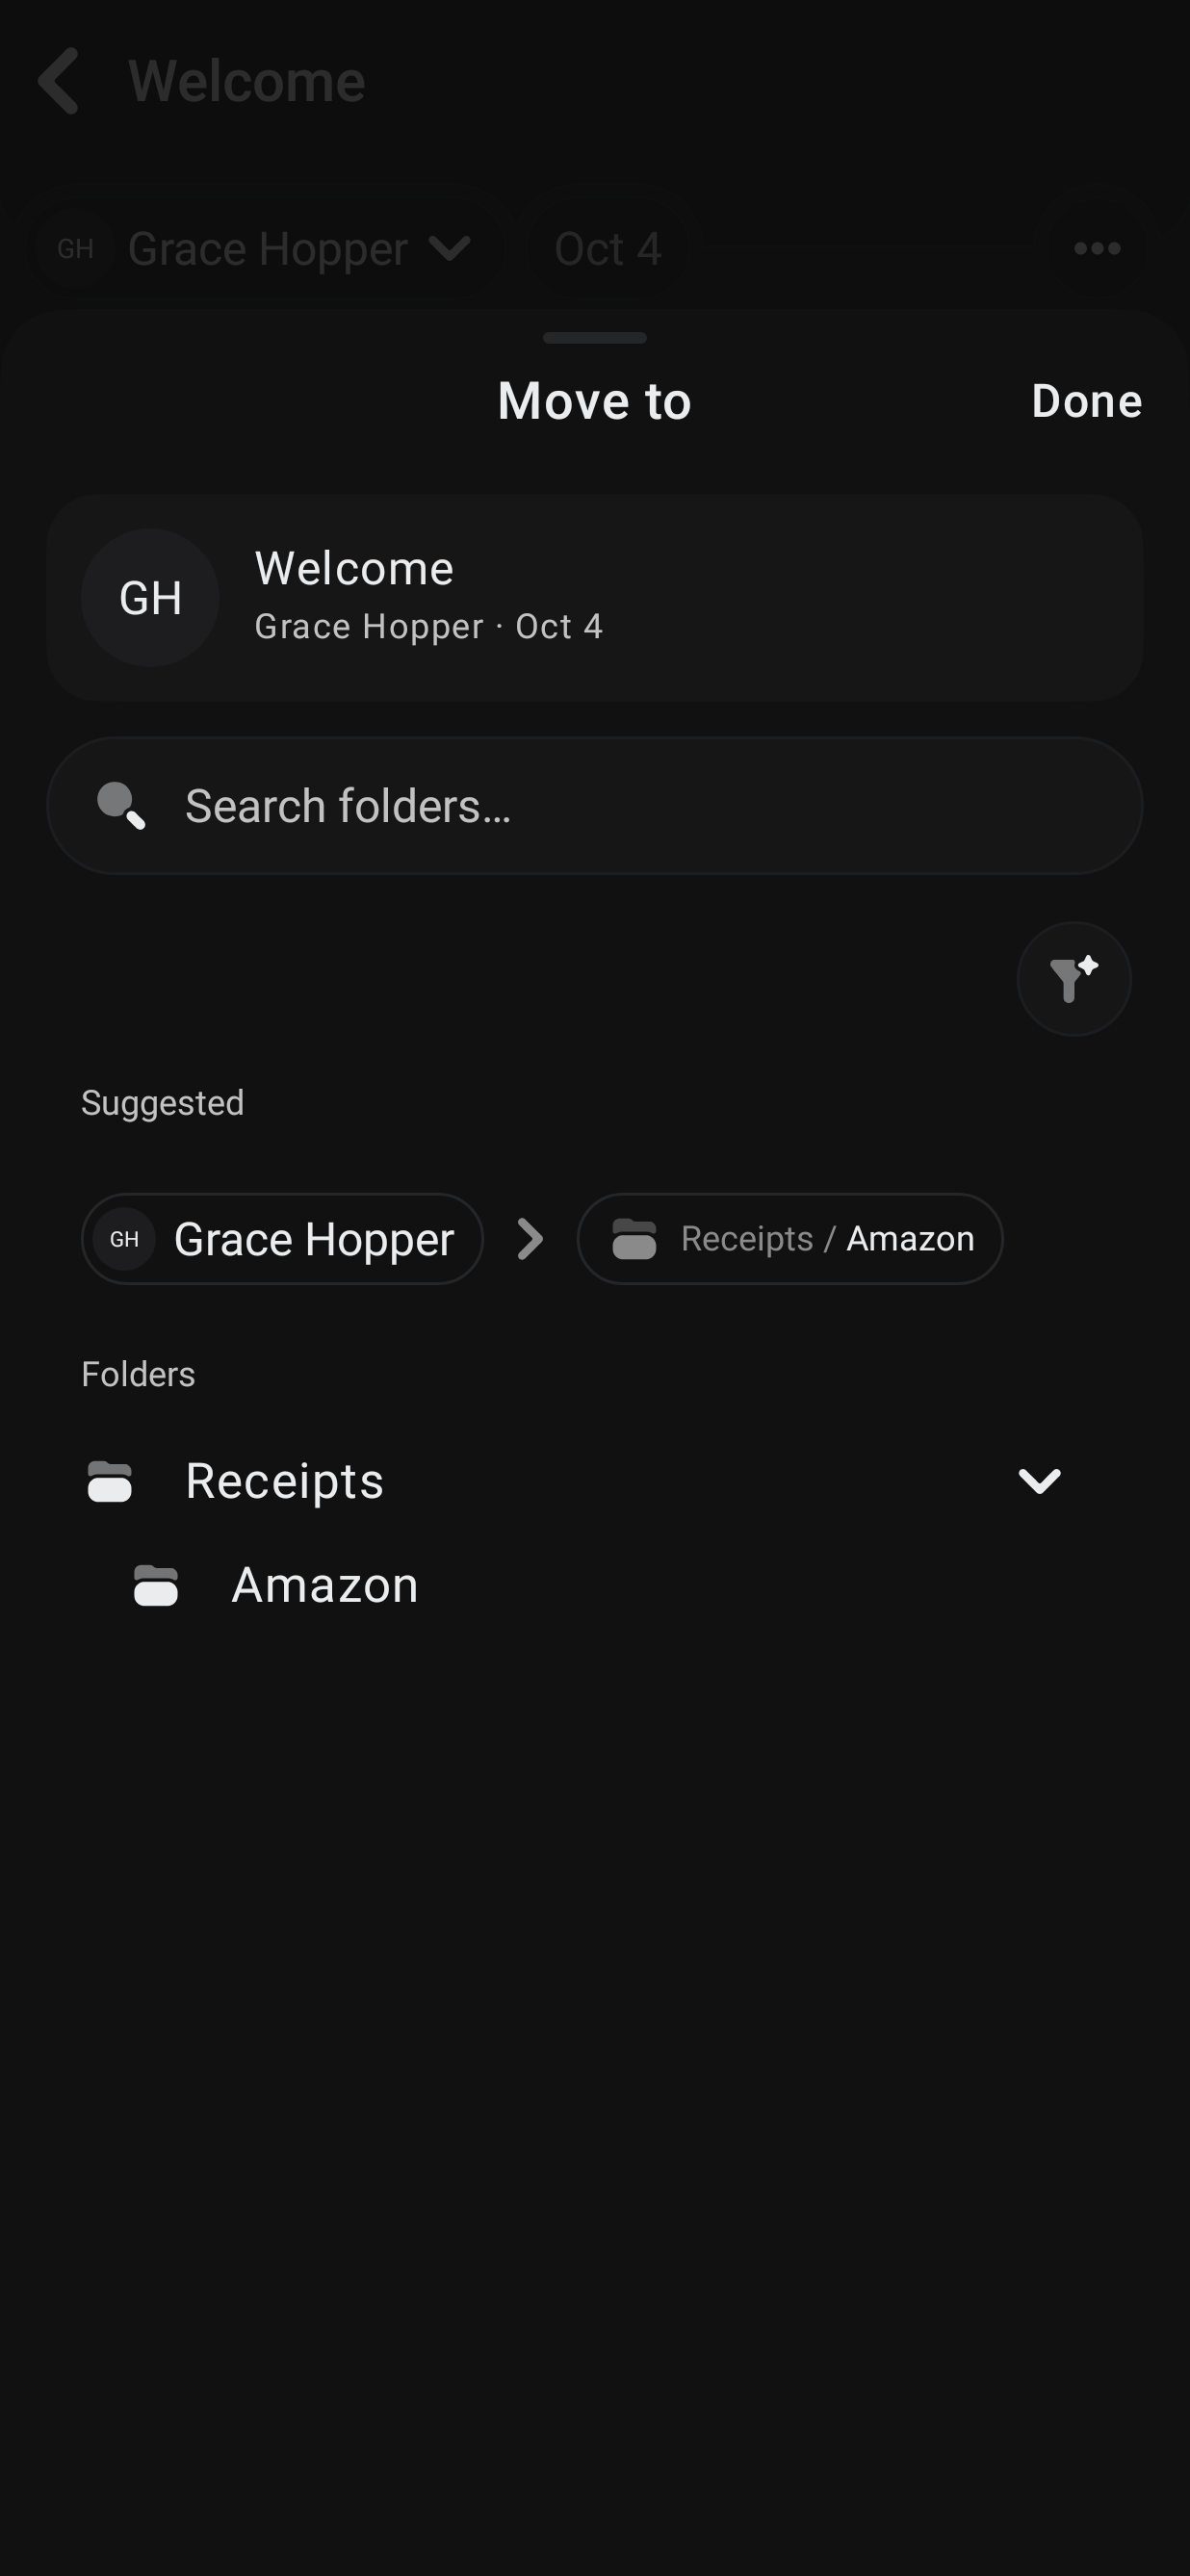 Welcome
GH Grace Hopper Oct 4
Move to Done
GH
Welcome
Grace Hopper · Oct 4
Search folders...
Suggested
GH Grace Hopper Receipts / Amazon
Folders
Receipts
Amazon